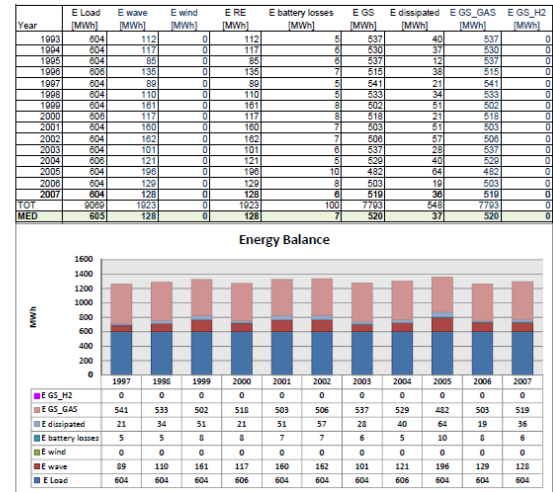 E Load E wave E wind E RE E battery losses E GS E dissipated E GS_GAS E GS_H2
Year [MWh] [MWh] [MWh] [MWh] [MWh] [MWh] [MWh] [MWh] [MWh]
1993 604 112 0 112 5 537 40 537 0
1994 604 117 0 117 6 530 37 530 0
1995 604 85 0 85 6 537 12 537 0
1996 606 135 0 135 7 515 38 515 0
1997 604 89 0 89 5 541 21 541 0
1998 604 110 0 110 5 533 34 533 0
1999 604 161 0 161 8 502 51 502 0
2000 606 117 0 117 8 518 21 518 0
2001 604 160 0 160 7 503 51 503 0
2002 604 162 0 162 7 506 57 506 0
2003 604 101 0 101 6 537 28 537 0
2004 606 121 0 121 5 529 40 529 0
2005 604 196 0 196 10 482 64 482 0
2006 604 129 0 129 8 503 19 503 0
2007 604 128 0 128 6 519 36 519 0
TOT 9069 1923 0 1923 100 7793 548 7793 0
MED 605 128 0 128 7 520 37 520 0
Energy Balance
1600
1400
1200
1000
800
600
400
200
0
MWh
1997 1998 1999 2000 2001 2002 2003 2004 2005 2006 2007
E GS_H2 0 0 0 0 0 0 0 0 0 0 0
E GS_GAS 541 533 502 518 503 506 537 529 482 503 519
E dissipated 21 34 51 21 51 57 28 40 64 19 36
E battery losses 5 5 8 8 7 7 6 5 10 8 6
E wind 0 0 0 0 0 0 0 0 0 0 0
E wave 89 110 161 117 160 162 101 121 196 129 128
E Load 604 604 604 606 604 604 604 606 604 604 604